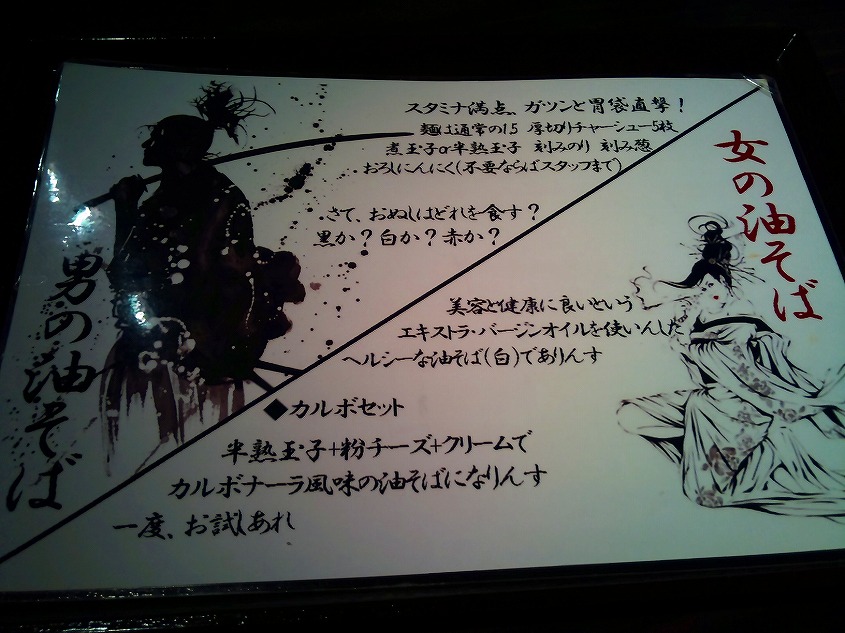 男の油そば
スタミナ満点、ガツンと胃袋直撃！
麺は通常の1.5 厚切りチャーシュー5枚
煮玉子or半熟玉子 刻みのり 刻み葱
おろしにんにく(不要ならばスタッフまで)
さて、おぬしはどれを食す？
黒か？白か？赤か？
女の油そば
美容と健康に良いという
エキストラ・バージンオイルを使いんした
ヘルシーな油そば(白)でありんす
◆カルボセット
半熟玉子+粉チーズ+クリームで
カルボナーラ風味の油そばになりんす
一度、お試しあれ